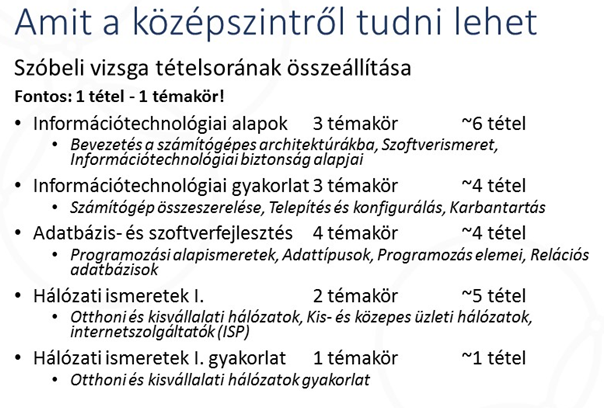 Amit a középszintről tudni lehet
Szóbeli vizsga tételsorának összeállítása
Fontos: 1 tétel - 1 témakör!
• Információtechnológiai alapok 3 témakör ~6 tétel
• Bevezetés a számítógépes architektúrákba, Szoftverismeret,
Információtechnológiai biztonság alapjai
• Információtechnológiai gyakorlat 3 témakör ~4 tétel
• Számítógép összeszerelése, Telepítés és konfigurálás, Karbantartás
• Adatbázis- és szoftverfejlesztés 4 témakör ~4 tétel
• Programozási alapismeretek, Adattípusok, Programozás elemei, Relációs
adatbázisok
• Hálózati ismeretek I. 2 témakör ~5 tétel
• Otthoni és kisvállalati hálózatok, Kis- és közepes üzleti hálózatok,
internetszolgáltatók (ISP)
• Hálózati ismeretek I. gyakorlat 1 témakör ~1 tétel
• Otthoni és kisvállalati hálózatok gyakorlat